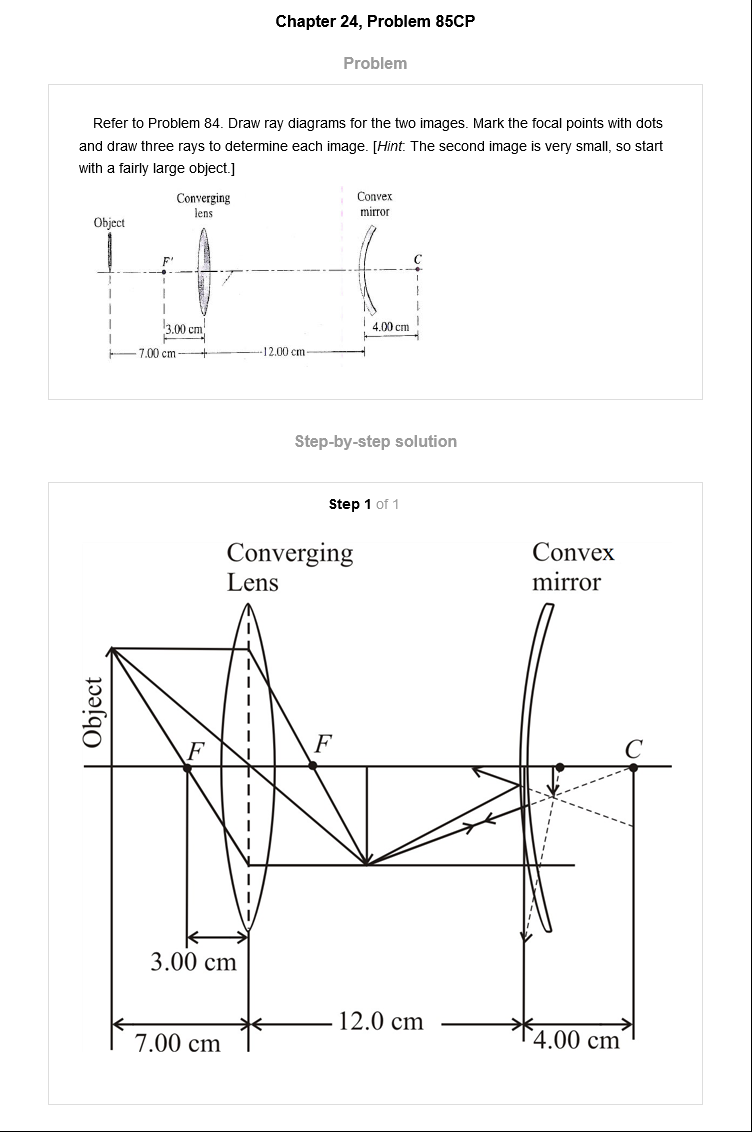 Chapter 24, Problem 85CP
Problem
Refer to Problem 84. Draw ray diagrams for the two images. Mark the focal points with dots
and draw three rays to determine each image. [Hint: The second image is very small, so start
with a fairly large object.]
Converging
lens
Convex
mirror
Object
F'
C
3.00 cm
4.00 cm
7.00 cm
12.00 cm
Step-by-step solution
Step 1 of 1
Converging
Lens
Convex
mirror
Object
F
F
C
3.00 cm
12.0 cm
7.00 cm
4.00 cm